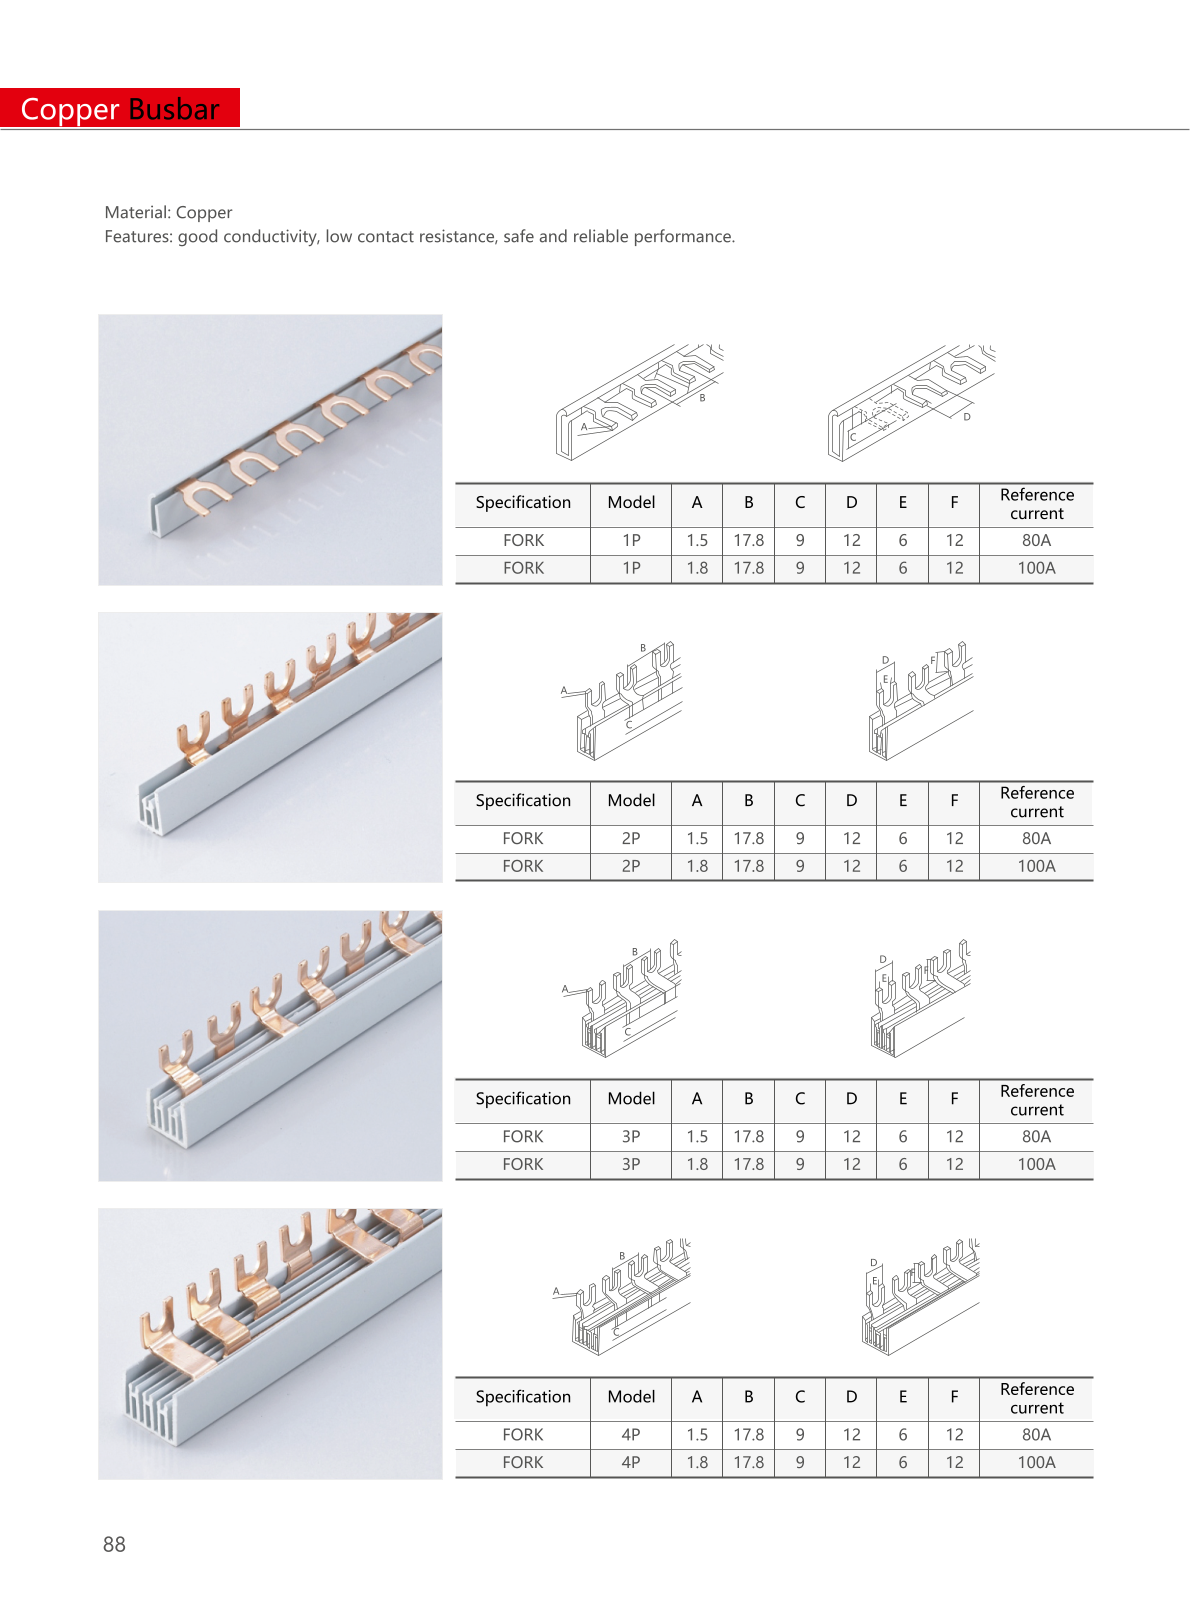 Copper Busbar
Material: Copper
Features: good conductivity, low contact resistance, safe and reliable performance.
A B C D
Specification Model A B C D E F Reference current
FORK 1P 1.5 17.8 9 12 6 12 80A
FORK 1P 1.8 17.8 9 12 6 12 100A
A B C D E F
Specification Model A B C D E F Reference current
FORK 2P 1.5 17.8 9 12 6 12 80A
FORK 2P 1.8 17.8 9 12 6 12 100A
A B C D E F
Specification Model A B C D E F Reference current
FORK 3P 1.5 17.8 9 12 6 12 80A
FORK 3P 1.8 17.8 9 12 6 12 100A
A B C D E F
Specification Model A B C D E F Reference current
FORK 4P 1.5 17.8 9 12 6 12 80A
FORK 4P 1.8 17.8 9 12 6 12 100A
88